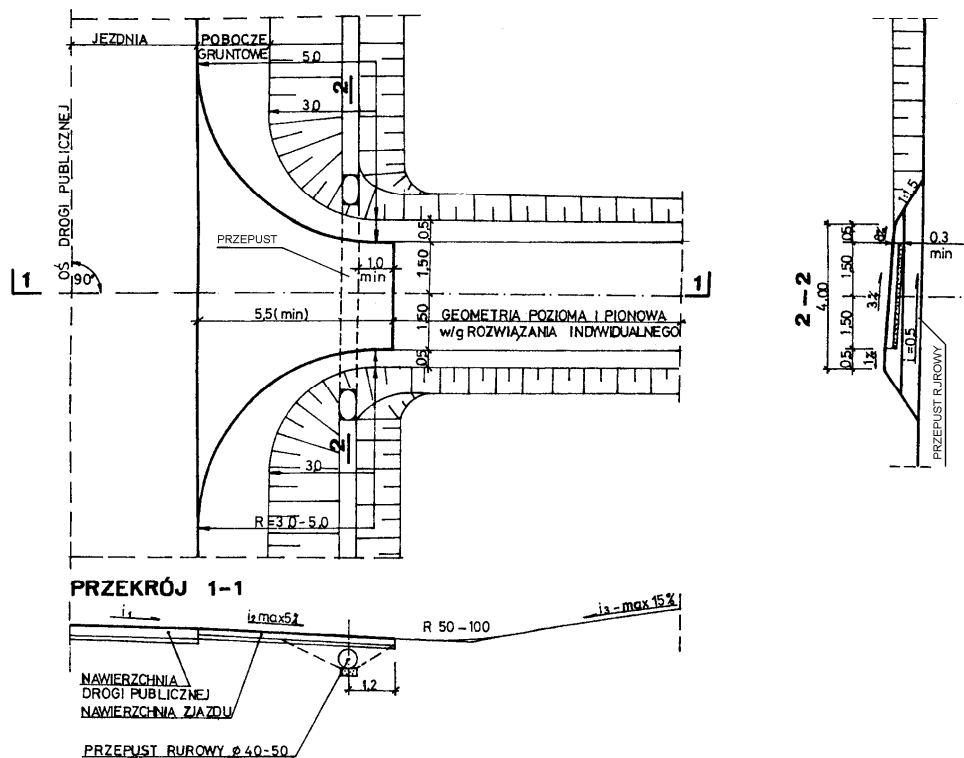 JEZDNIA
POBOCZE
GRUNTOWE
5,0
2
3,0
OŚ DROGI PUBLICZNEJ
PRZEPUST
1,0
min
0,5
1,50
1
90°
1
5,5(min)
1,50
GEOMETRIA POZIOMA I PIONOWA
w/g ROZWIĄZANIA INDYWIDUALNEGO
0,5
2
3,0
R=3,0-5,0
1:1,5
8%
0,3
min
0,5
1,50
4,00
2-2
3%
1,50
i=0,5
0,5
1%
PRZEPUST RJROWY
PRZEKRÓJ 1-1
i1
i2 max5%
R 50-100
i3-max 15%
NAWIERZCHNIA
DROGI PUBLICZNEJ
NAWIERZCHNIA ZJAZDU
1,2
PRZEPUST RUROWY ø 40-50